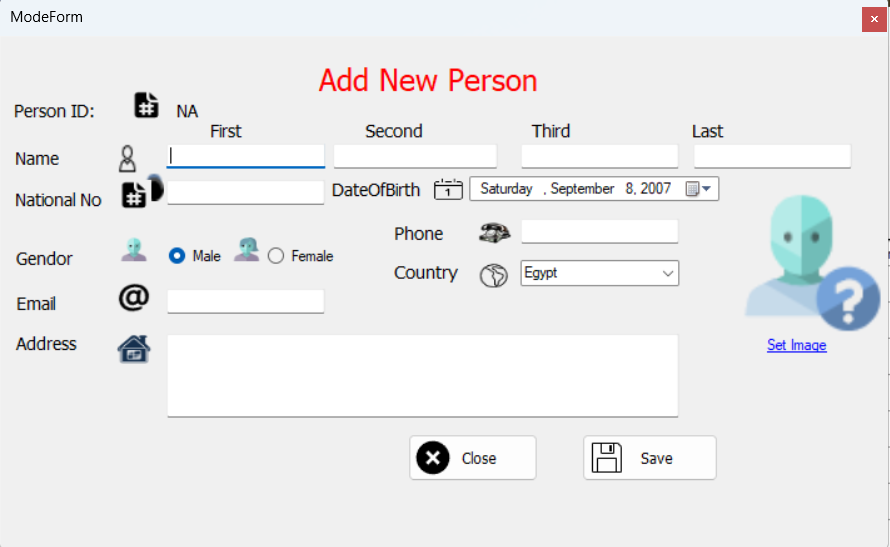 ModeForm
Add New Person
Person ID: NA
First Second Third Last
Name
National No DateOfBirth 1 Saturday , September 8, 2007
Phone
Gendor Male Female
Country Egypt
Email @
Address
Set Image
Close Save